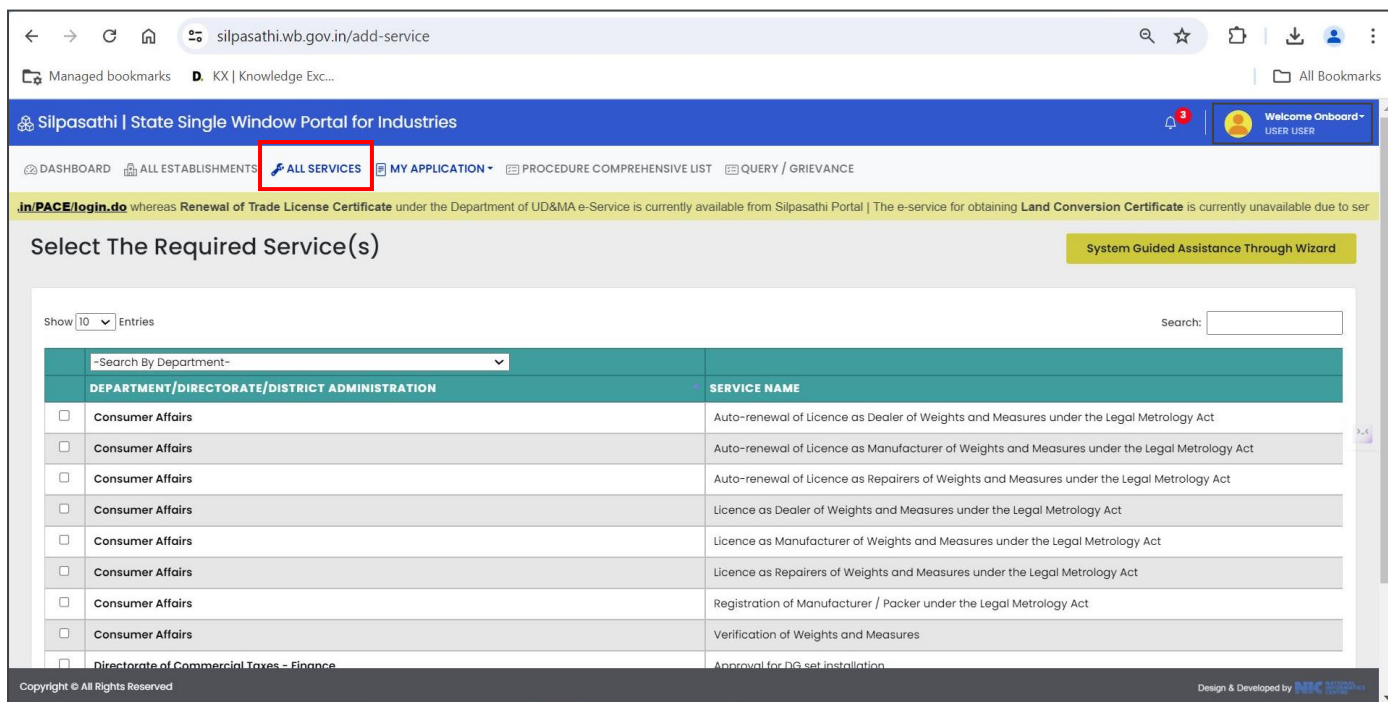 silpasathi.wb.gov.in/add-service
Managed bookmarks D. KX | Knowledge Exc... All Bookmarks
Silpasathi | State Single Window Portal for Industries 3 Welcome Onboard
USER USER
DASHBOARD ALL ESTABLISHMENTS ALL SERVICES MY APPLICATION PROCEDURE COMPREHENSIVE LIST QUERY / GRIEVANCE
.in/PACE/login.do whereas Renewal of Trade License Certificate under the Department of UD&MA e-Service is currently available from Silpasathi Portal | The e-service for obtaining Land Conversion Certificate is currently unavailable due to ser
Select The Required Service(s) System Guided Assistance Through Wizard
Show 10 Entries Search:
-Search By Department-
DEPARTMENT/DIRECTORATE/DISTRICT ADMINISTRATION SERVICE NAME
Consumer Affairs Auto-renewal of Licence as Dealer of Weights and Measures under the Legal Metrology Act
Consumer Affairs Auto-renewal of Licence as Manufacturer of Weights and Measures under the Legal Metrology Act
Consumer Affairs Auto-renewal of Licence as Repairers of Weights and Measures under the Legal Metrology Act
Consumer Affairs Licence as Dealer of Weights and Measures under the Legal Metrology Act
Consumer Affairs Licence as Manufacturer of Weights and Measures under the Legal Metrology Act
Consumer Affairs Licence as Repairers of Weights and Measures under the Legal Metrology Act
Consumer Affairs Registration of Manufacturer / Packer under the Legal Metrology Act
Consumer Affairs Verification of Weights and Measures
Directorate of Commercial Taxes - Finance Approval for DG set installation
Copyright © All Rights Reserved Design & Developed by NIC NATIONAL INFORMATICS CENTRE